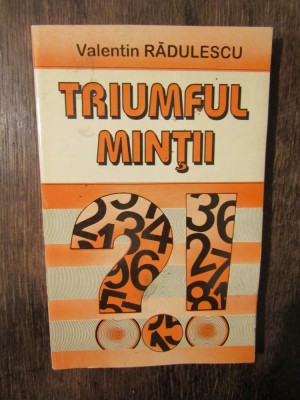 Valentin RĂDULESCU
TRIUMFUL
MINŢII
?!